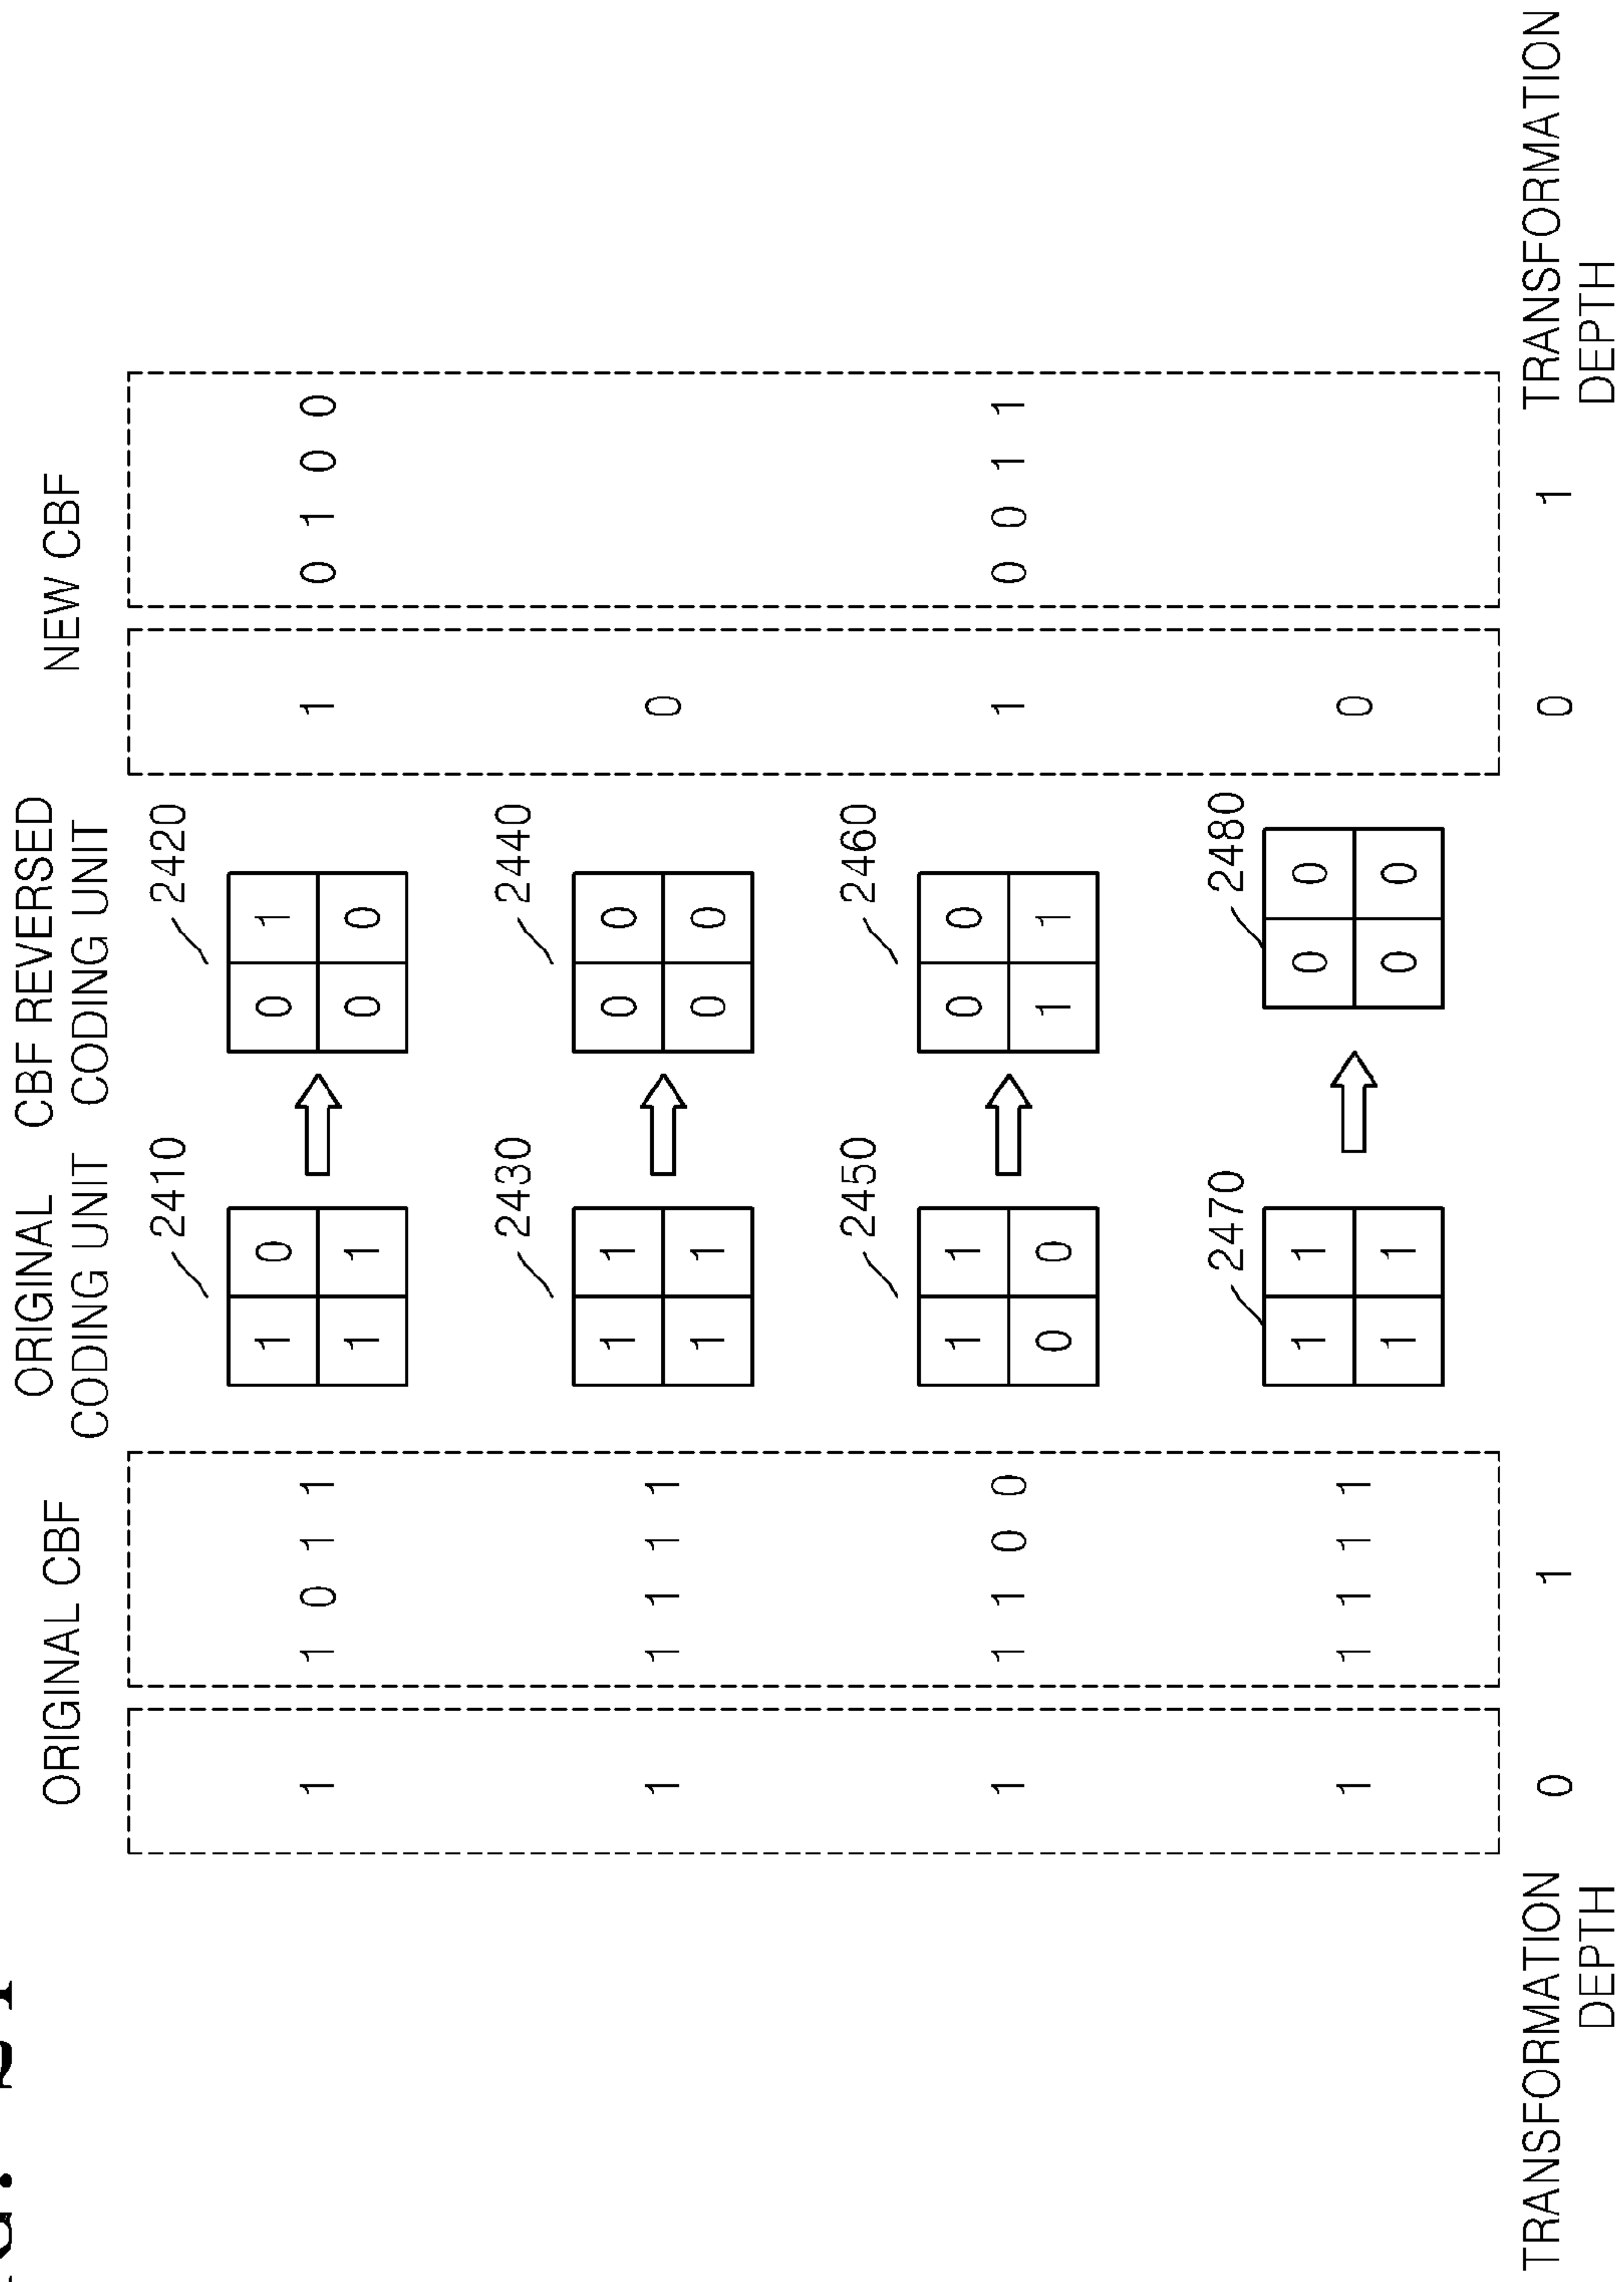 ORIGINAL CBF
ORIGINAL
CODING UNIT
CBF REVERSED
CODING UNIT
NEW CBF
1
1 0 1 1
2410
1 0
1 1
2420
0 1
0 0
1
0 1 0 0
1
1 1 1 1
2430
1 1
1 1
2440
0 0
0 0
0
1
1 1 0 0
2450
1 1
0 0
2460
0 0
1 1
1
0 0 1 1
1
1 1 1 1
2470
1 1
1 1
2480
0 0
0 0
0
TRANSFORMATION
DEPTH
0
1
0
1
TRANSFORMATION
DEPTH